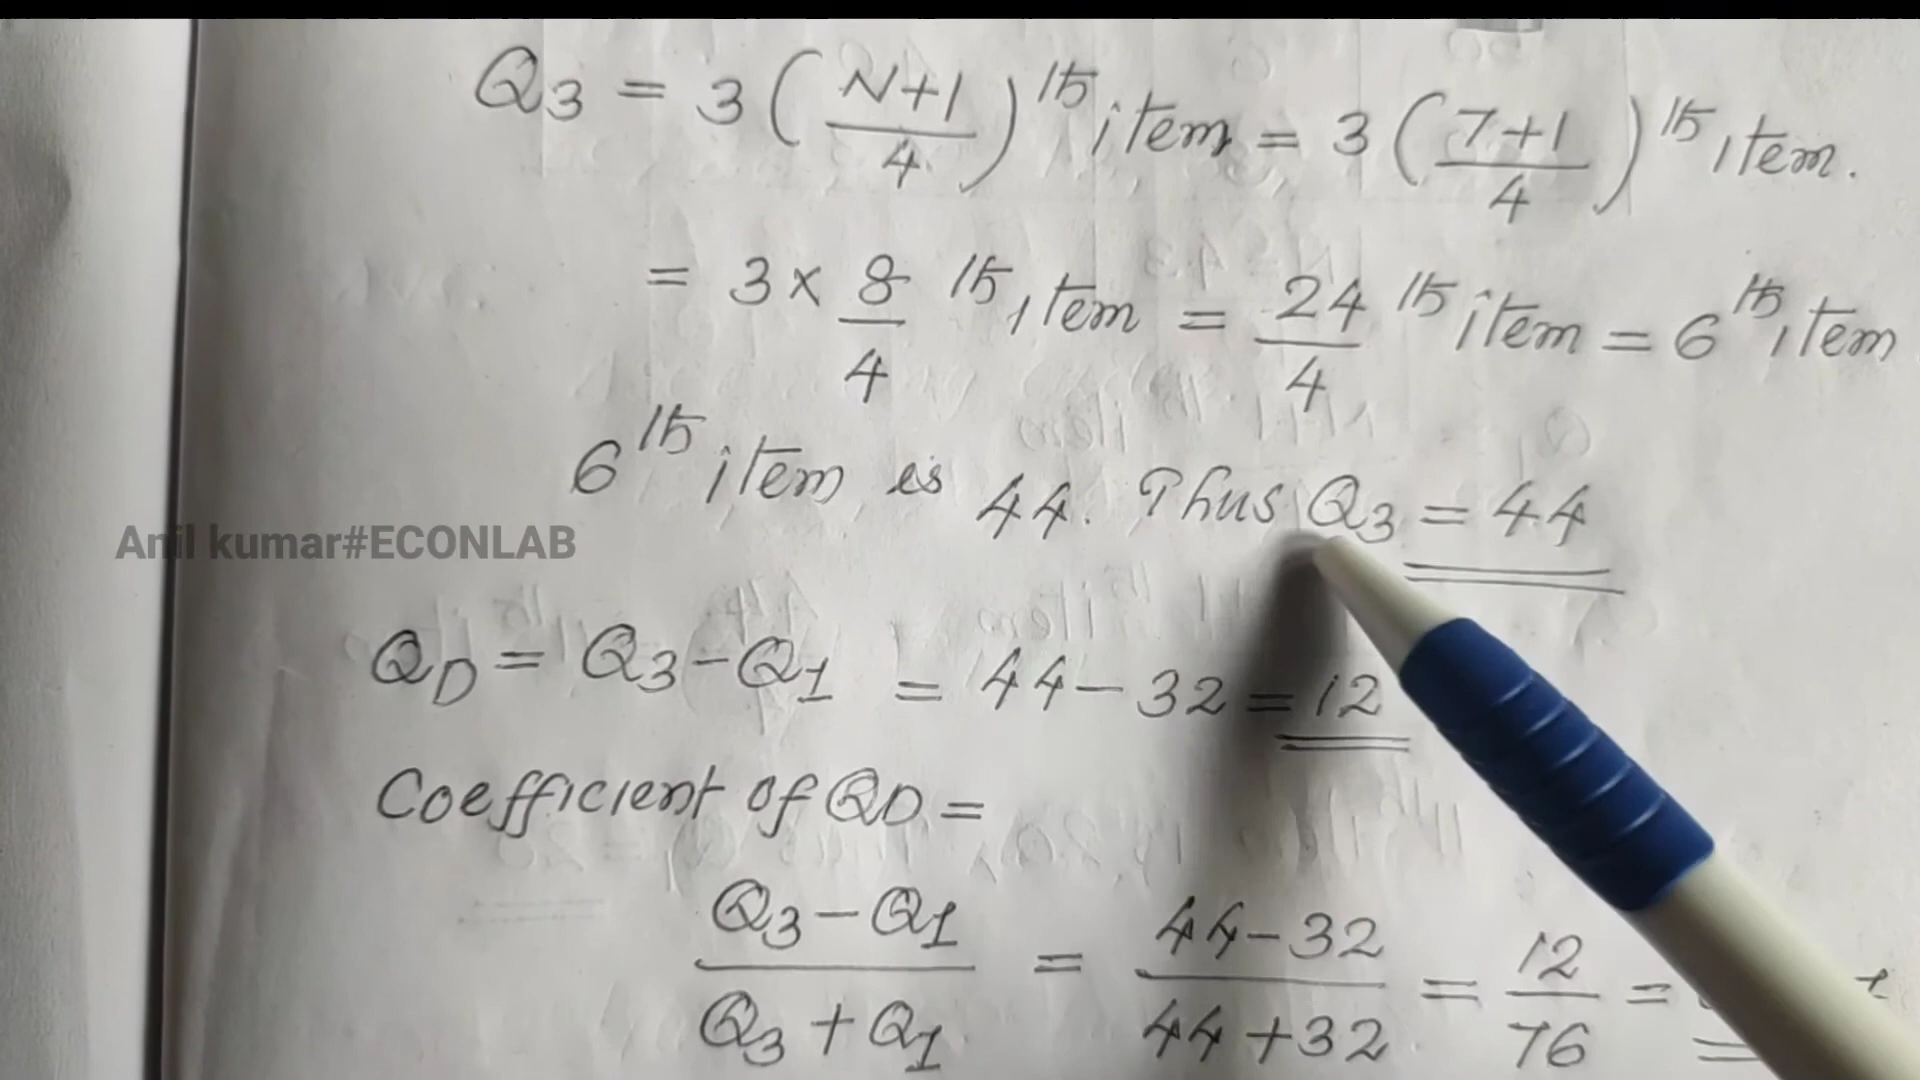 Q3 = 3 (N+1/4)th item = 3 (7+1/4)th item.
= 3 × 8/4 th item = 24/4 th item = 6th item
6th item is 44. Thus Q3 = 44
Anil kumar#ECONLAB
QD = Q3-Q1 = 44-32 = 12
Coefficient of QD =
Q3-Q1/Q3+Q1 = 44-32/44+32 = 12/76 =